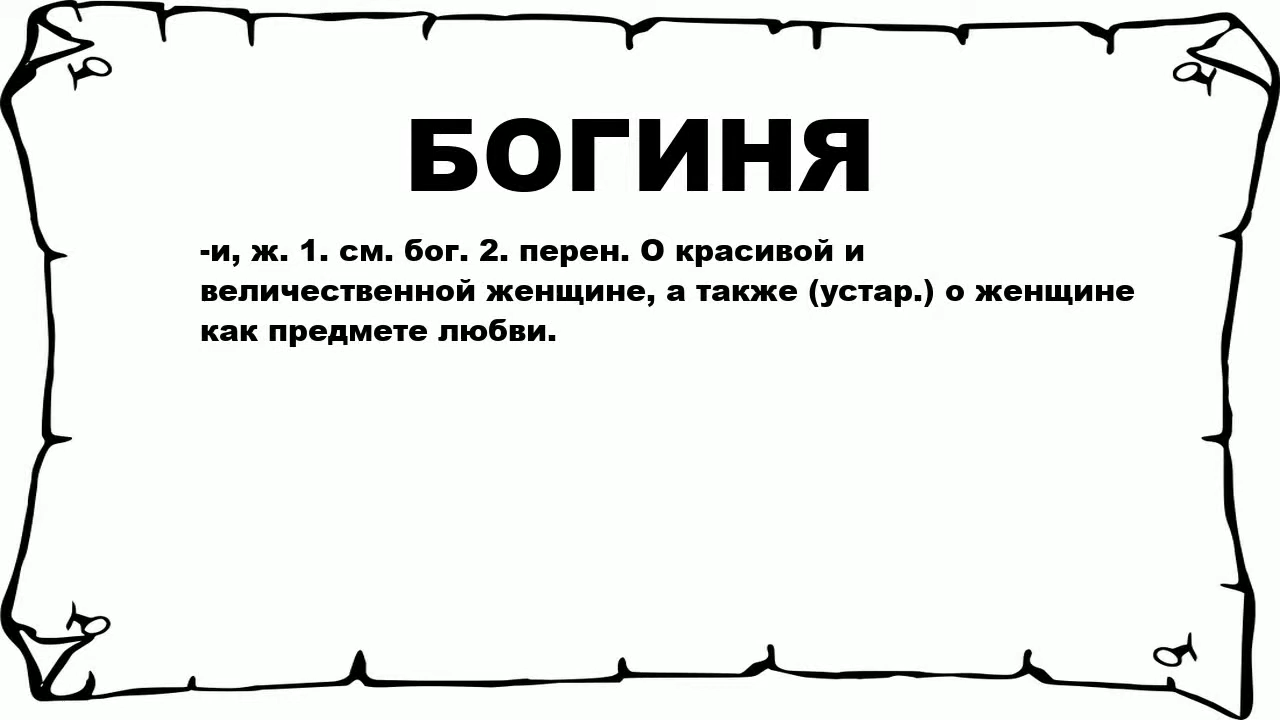 БОГИНЯ
-и, ж. 1. см. бог. 2. перен. О красивой и
величественной женщине, а также (устар.) о женщине
как предмете любви.